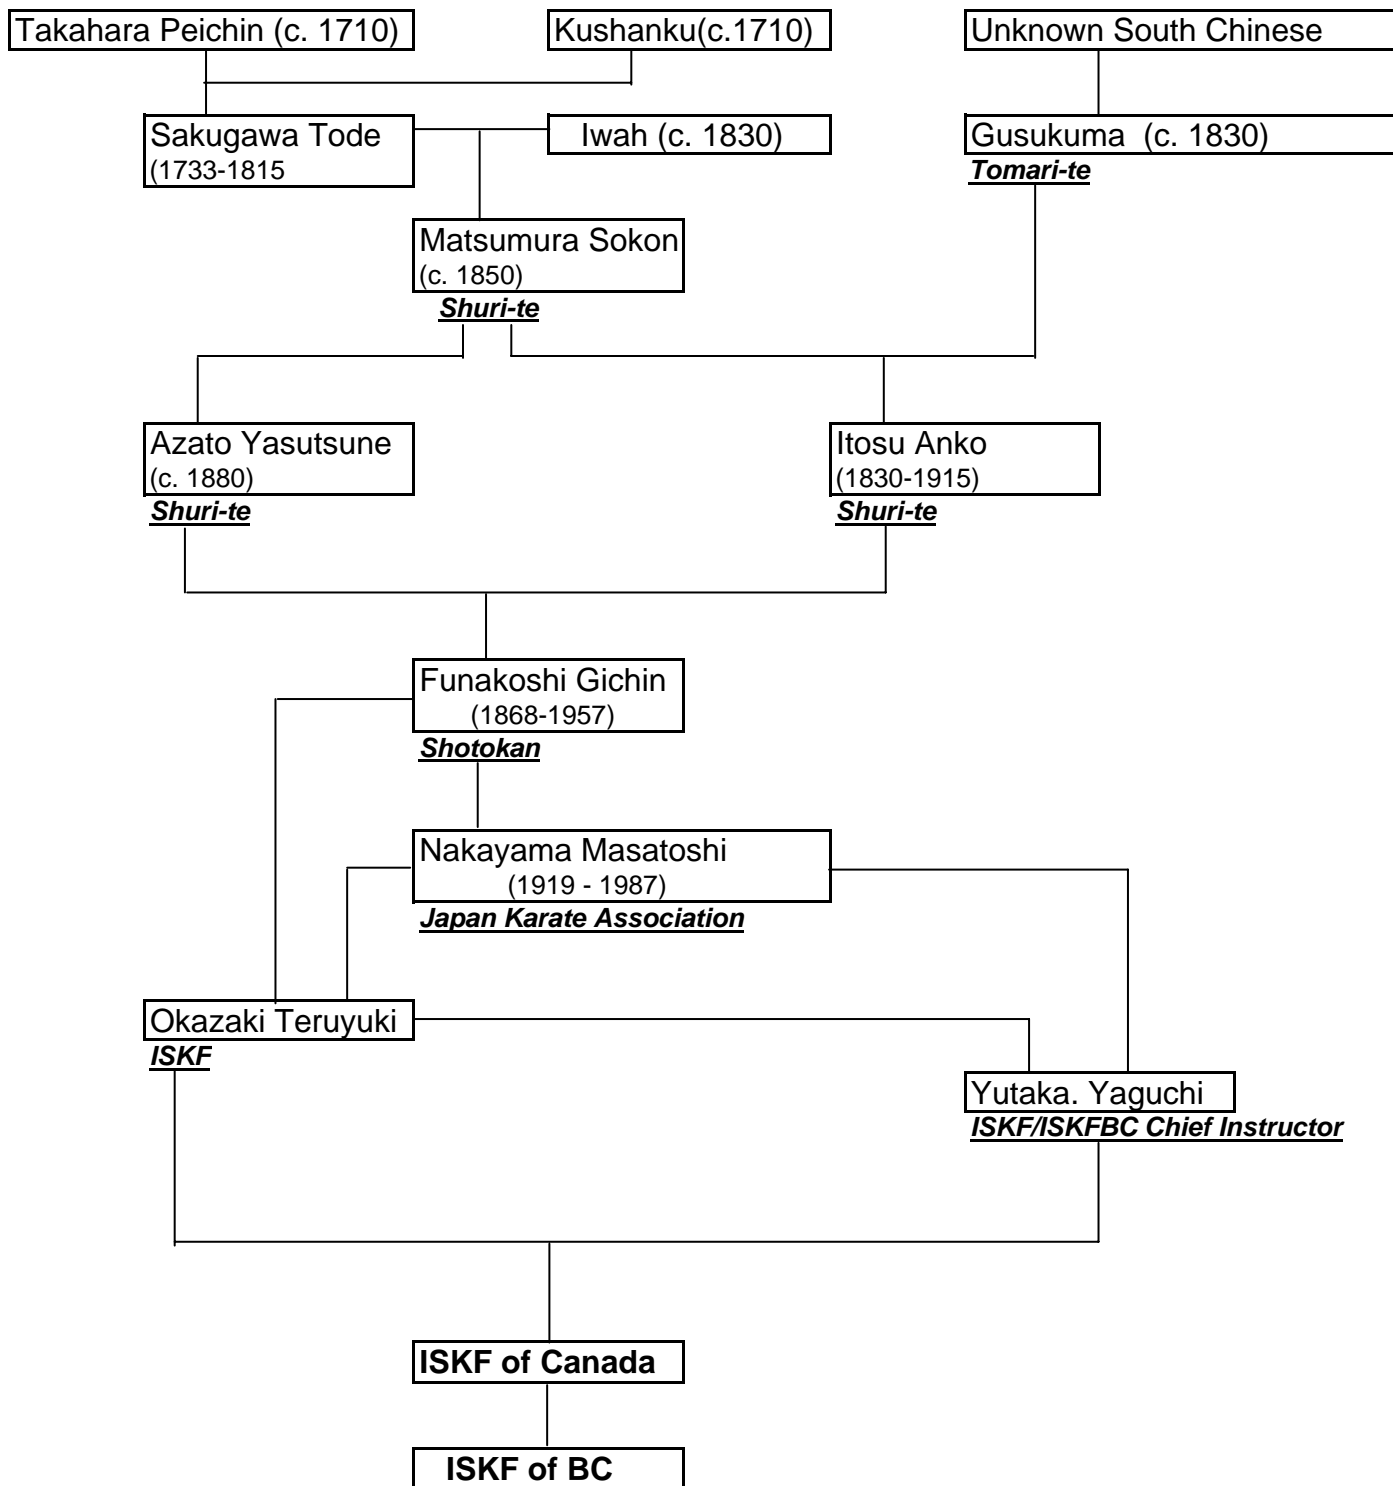 Takahara Peichin (c. 1710)
Kushanku(c.1710)
Unknown South Chinese
Sakugawa Tode
(1733-1815
Iwah (c. 1830)
Gusukuma (c. 1830)
Tomari-te
Matsumura Sokon
(c. 1850)
Shuri-te
Azato Yasutsune
(c. 1880)
Shuri-te
Itosu Anko
(1830-1915)
Shuri-te
Funakoshi Gichin
(1868-1957)
Shotokan
Nakayama Masatoshi
(1919 - 1987)
Japan Karate Association
Okazaki Teruyuki
ISKF
Yutaka. Yaguchi
ISKF/ISKFBC Chief Instructor
ISKF of Canada
ISKF of BC